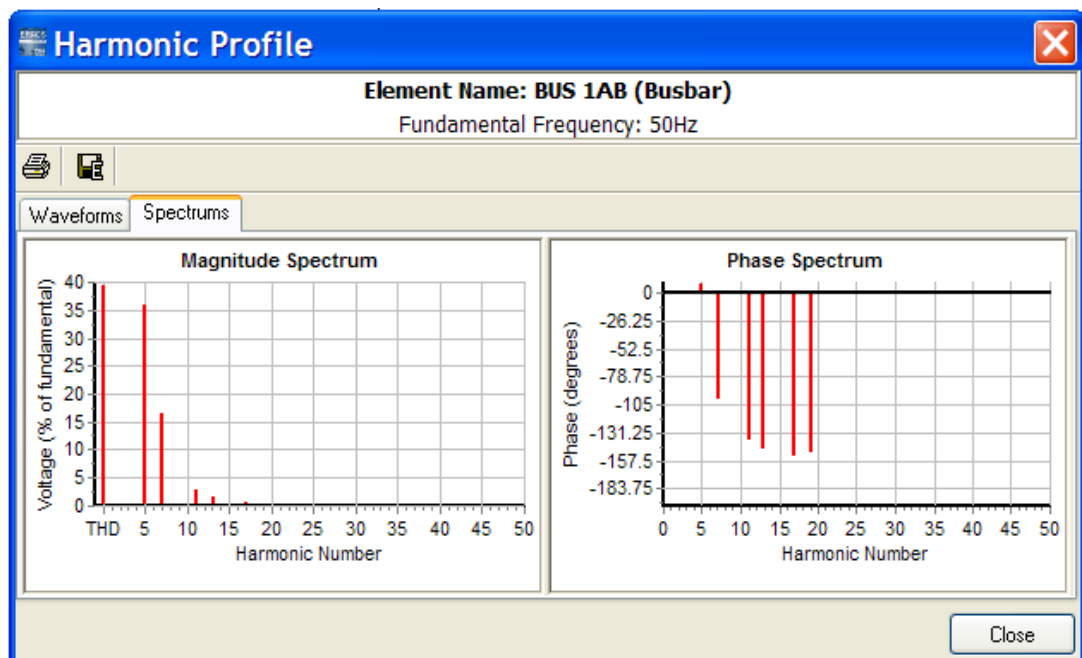 Harmonic Profile
Element Name: BUS 1AB (Busbar)
Fundamental Frequency: 50Hz
Waveforms Spectrums
Magnitude Spectrum
Voltage (% of fundamental)
40
35
30
25
20
15
10
5
0
THD 5 10 15 20 25 30 35 40 45 50
Harmonic Number
Phase Spectrum
Phase (degrees)
0
-26.25
-52.5
-78.75
-105
-131.25
-157.5
-183.75
0 5 10 15 20 25 30 35 40 45 50
Harmonic Number
Close